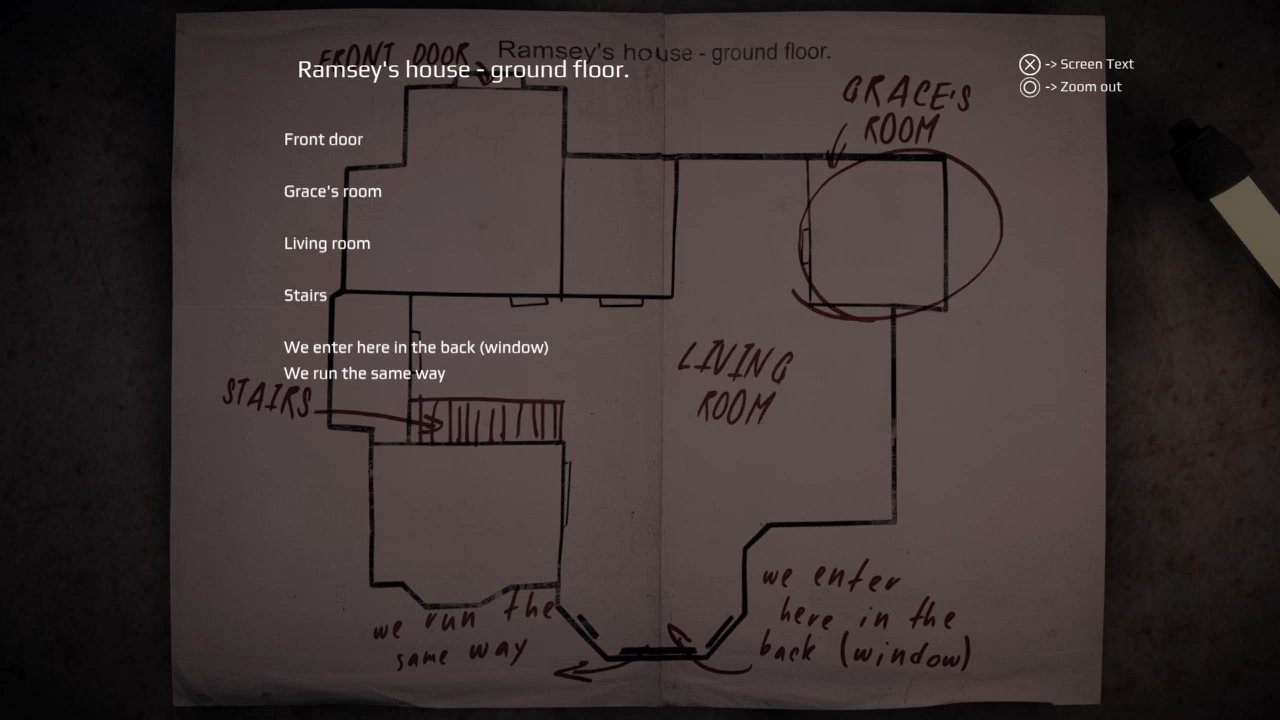 FRONT DOOR
Ramsey's house - ground floor.
Ramsey's house - ground floor.
-> Screen Text
-> Zoom out
GRACE'S
ROOM
Front door
Grace's room
Living room
Stairs
We enter here in the back (window)
We run the same way
STAIRS
LIVING
ROOM
we enter
here in the
back (window)
we run the
same way